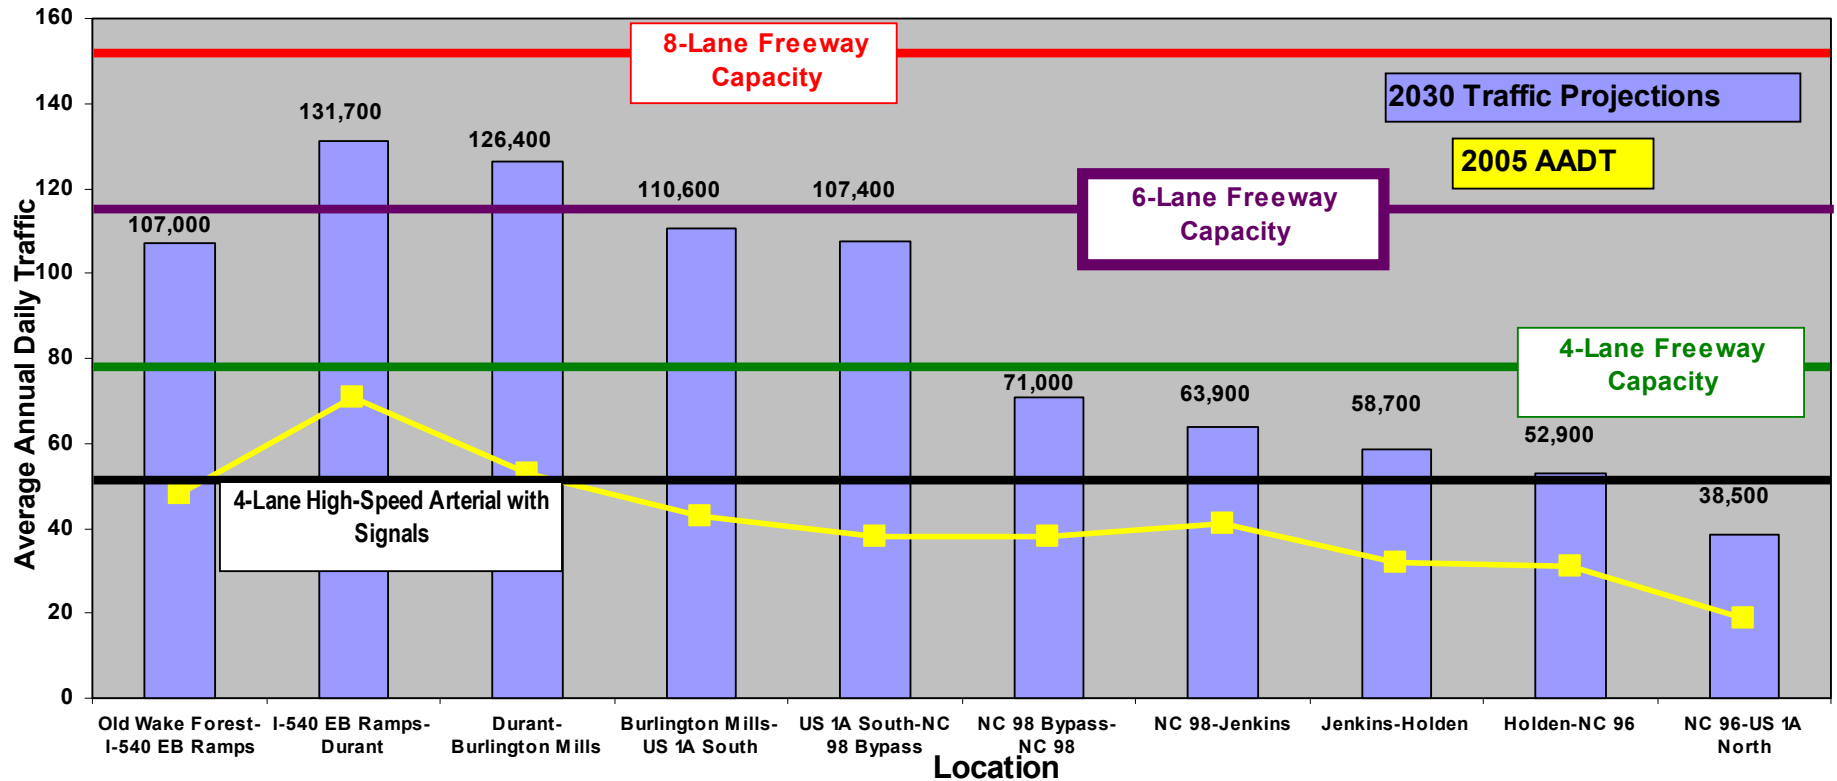 160
140
120
100
80
60
40
20
0
Average Annual Daily Traffic
8-Lane Freeway
Capacity
2030 Traffic Projections
2005 AADT
6-Lane Freeway
Capacity
4-Lane Freeway
Capacity
4-Lane High-Speed Arterial with
Signals
107,000
131,700
126,400
110,600
107,400
71,000
63,900
58,700
52,900
38,500
Old Wake Forest-
I-540 EB Ramps
I-540 EB Ramps-
Durant
Durant-
Burlington Mills
Burlington Mills-
US 1A South
US 1A South-NC
98 Bypass
NC 98 Bypass-
NC 98
NC 98-Jenkins
Jenkins-Holden
Holden-NC 96
NC 96-US 1A
North
Location